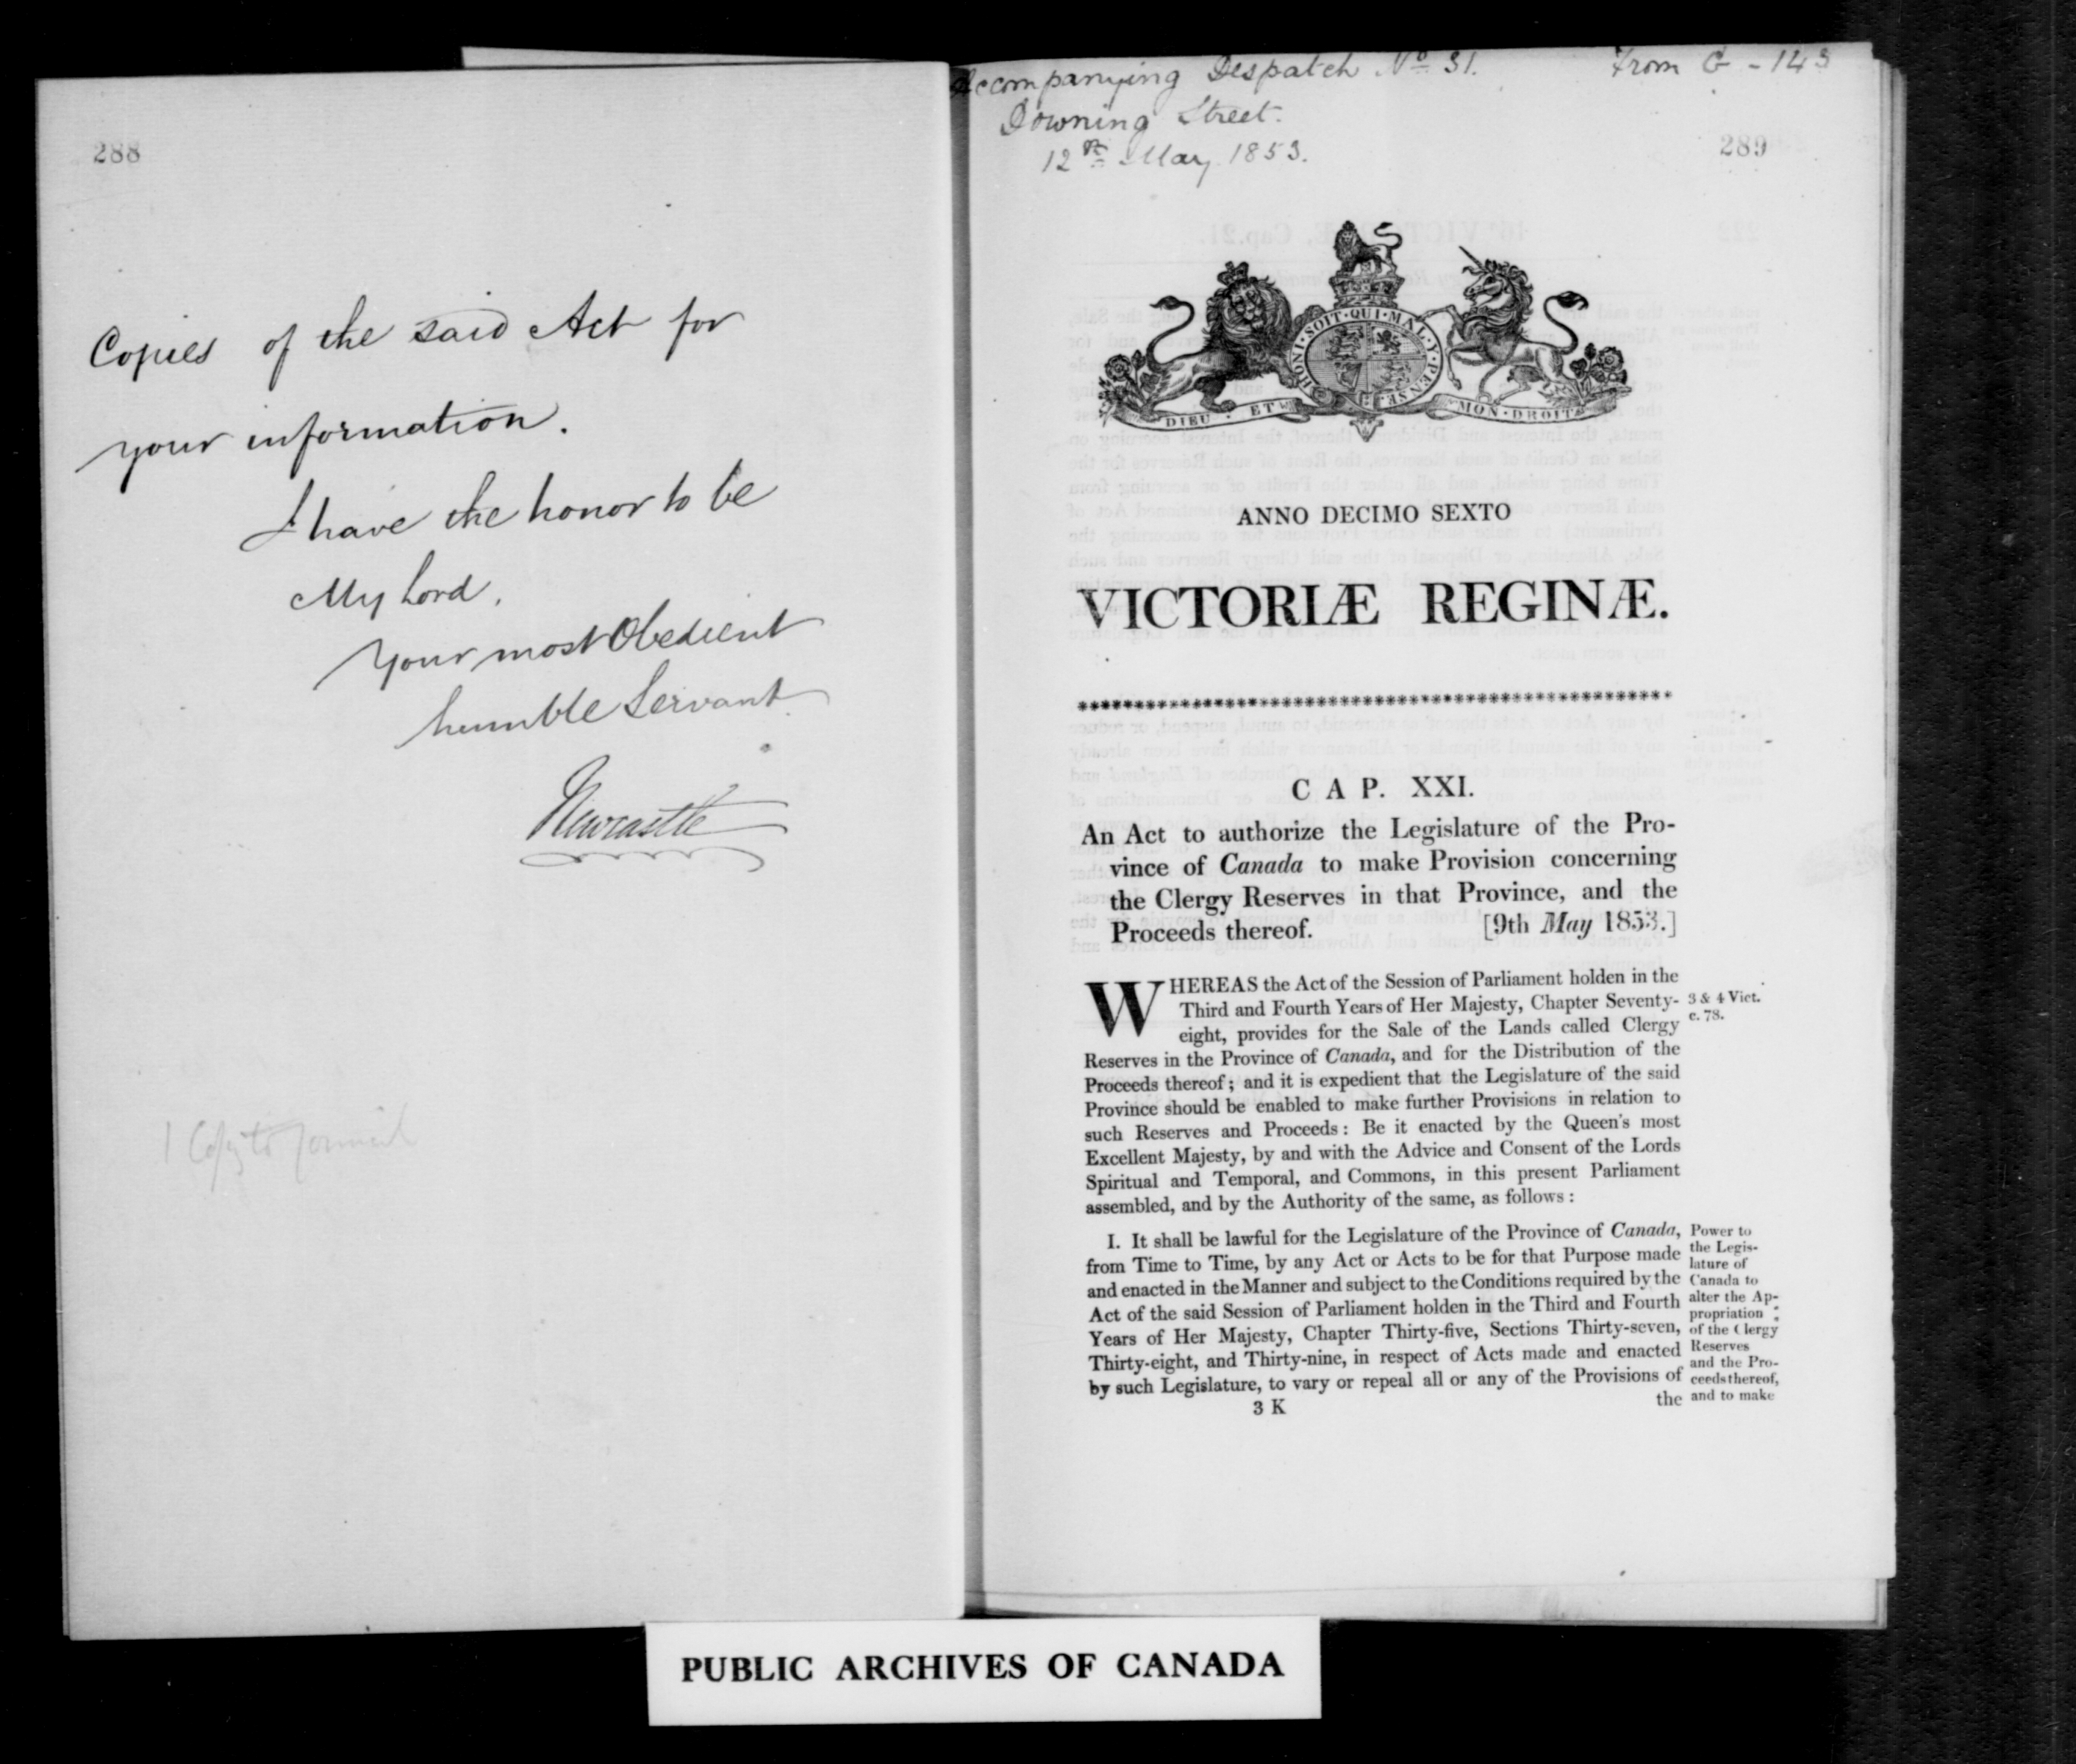 288
Copies of the said Act for
your information.
I have the honor to be
My Lord,
Your most Obedient
humble Servant
Newcastle
1 Copy to
Accompanying Despatch No 31. From G - 143
Downing Street.
12th May 1853.
289
HONI · SOIT · QUI · MAL · Y · PENSE
DIEU · ET MON · DROIT
ANNO DECIMO SEXTO
VICTORIÆ REGINÆ.
CAP. XXI.
An Act to authorize the Legislature of the Pro-
vince of Canada to make Provision concerning
the Clergy Reserves in that Province, and the
Proceeds thereof. [9th May 1853.]
WHEREAS the Act of the Session of Parliament holden in the
Third and Fourth Years of Her Majesty, Chapter Seventy-
eight, provides for the Sale of the Lands called Clergy
Reserves in the Province of Canada, and for the Distribution of the
Proceeds thereof; and it is expedient that the Legislature of the said
Province should be enabled to make further Provisions in relation to
such Reserves and Proceeds: Be it enacted by the Queen's most
Excellent Majesty, by and with the Advice and Consent of the Lords
Spiritual and Temporal, and Commons, in this present Parliament
assembled, and by the Authority of the same, as follows:
3 & 4 Vict.
c. 78.
I. It shall be lawful for the Legislature of the Province of Canada,
from Time to Time, by any Act or Acts to be for that Purpose made
and enacted in the Manner and subject to the Conditions required by the
Act of the said Session of Parliament holden in the Third and Fourth
Years of Her Majesty, Chapter Thirty-five, Sections Thirty-seven,
Thirty-eight, and Thirty-nine, in respect of Acts made and enacted
by such Legislature, to vary or repeal all or any of the Provisions of
3 K the
Power to
the Legis-
lature of
Canada to
alter the Ap-
propriation
of the Clergy
Reserves
and the Pro-
ceeds thereof,
and to make
PUBLIC ARCHIVES OF CANADA